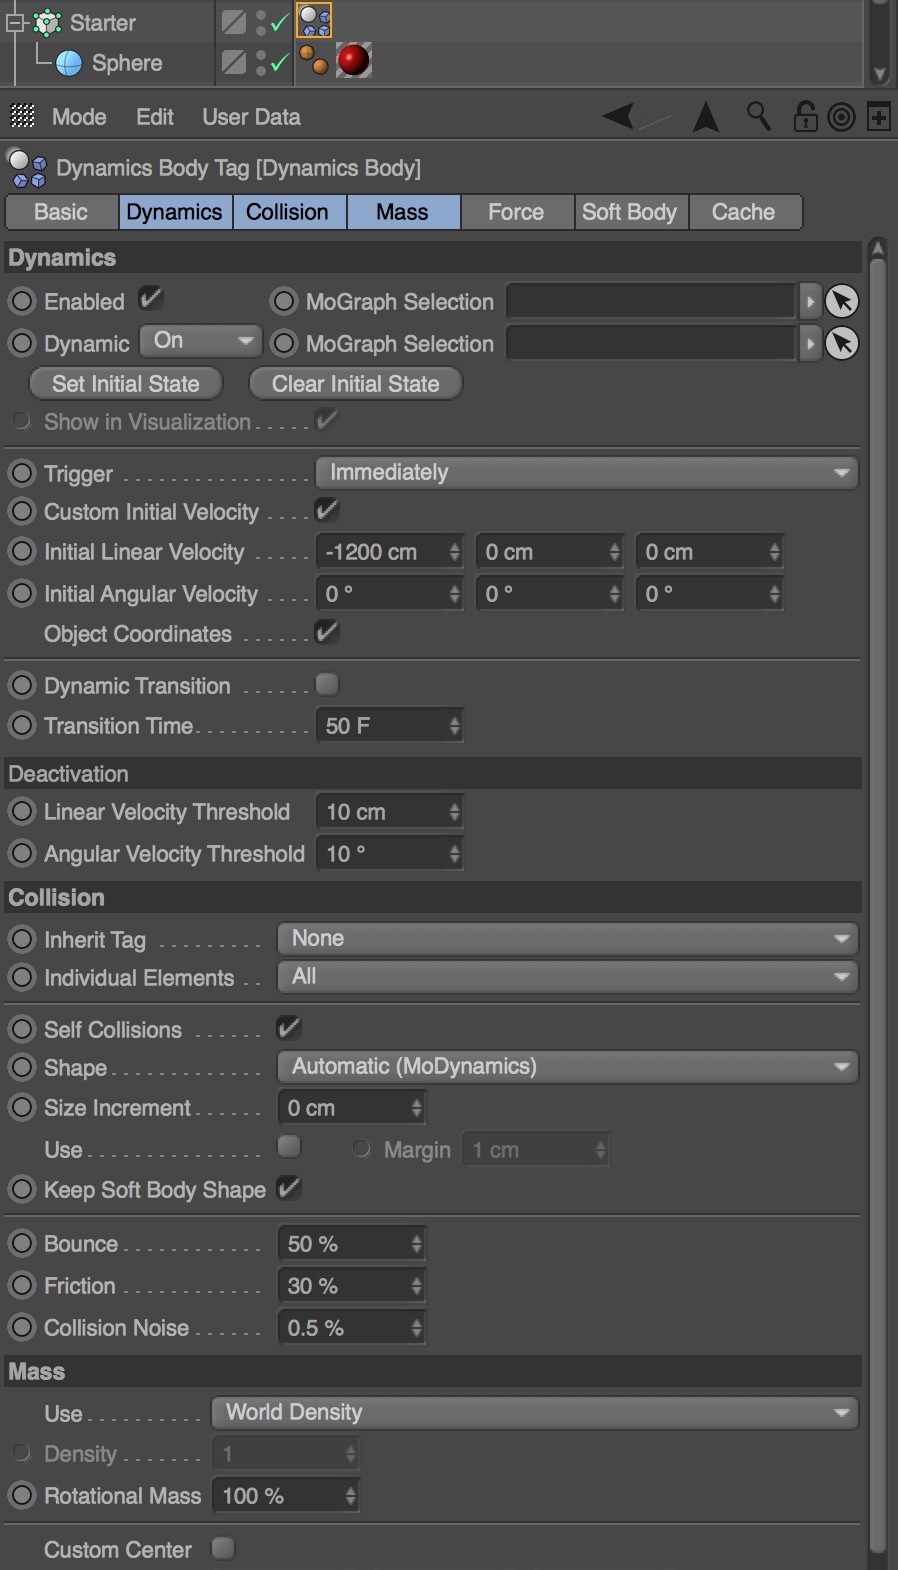 Starter
Sphere
Mode Edit User Data
Dynamics Body Tag [Dynamics Body]
Basic Dynamics Collision Mass Force Soft Body Cache
Dynamics
Enabled MoGraph Selection
Dynamic On MoGraph Selection
Set Initial State Clear Initial State
Show in Visualization . . . . .
Trigger . . . . . . . . . . . . . . . . . Immediately
Custom Initial Velocity . . . .
Initial Linear Velocity . . . . . -1200 cm 0 cm 0 cm
Initial Angular Velocity . . . . 0 ° 0 ° 0 °
Object Coordinates . . . . . .
Dynamic Transition . . . . . .
Transition Time . . . . . . . . . . 50 F
Deactivation
Linear Velocity Threshold 10 cm
Angular Velocity Threshold 10 °
Collision
Inherit Tag . . . . . . . . . None
Individual Elements . . All
Self Collisions . . . . . .
Shape . . . . . . . . . . . . . Automatic (MoDynamics)
Size Increment . . . . . . 0 cm
Use . . . . . . . . . . . . . . . Margin 1 cm
Keep Soft Body Shape
Bounce . . . . . . . . . . . . 50 %
Friction . . . . . . . . . . . . 30 %
Collision Noise . . . . . . 0.5 %
Mass
Use . . . . . . . . . . World Density
Density . . . . . . . 1
Rotational Mass 100 %
Custom Center